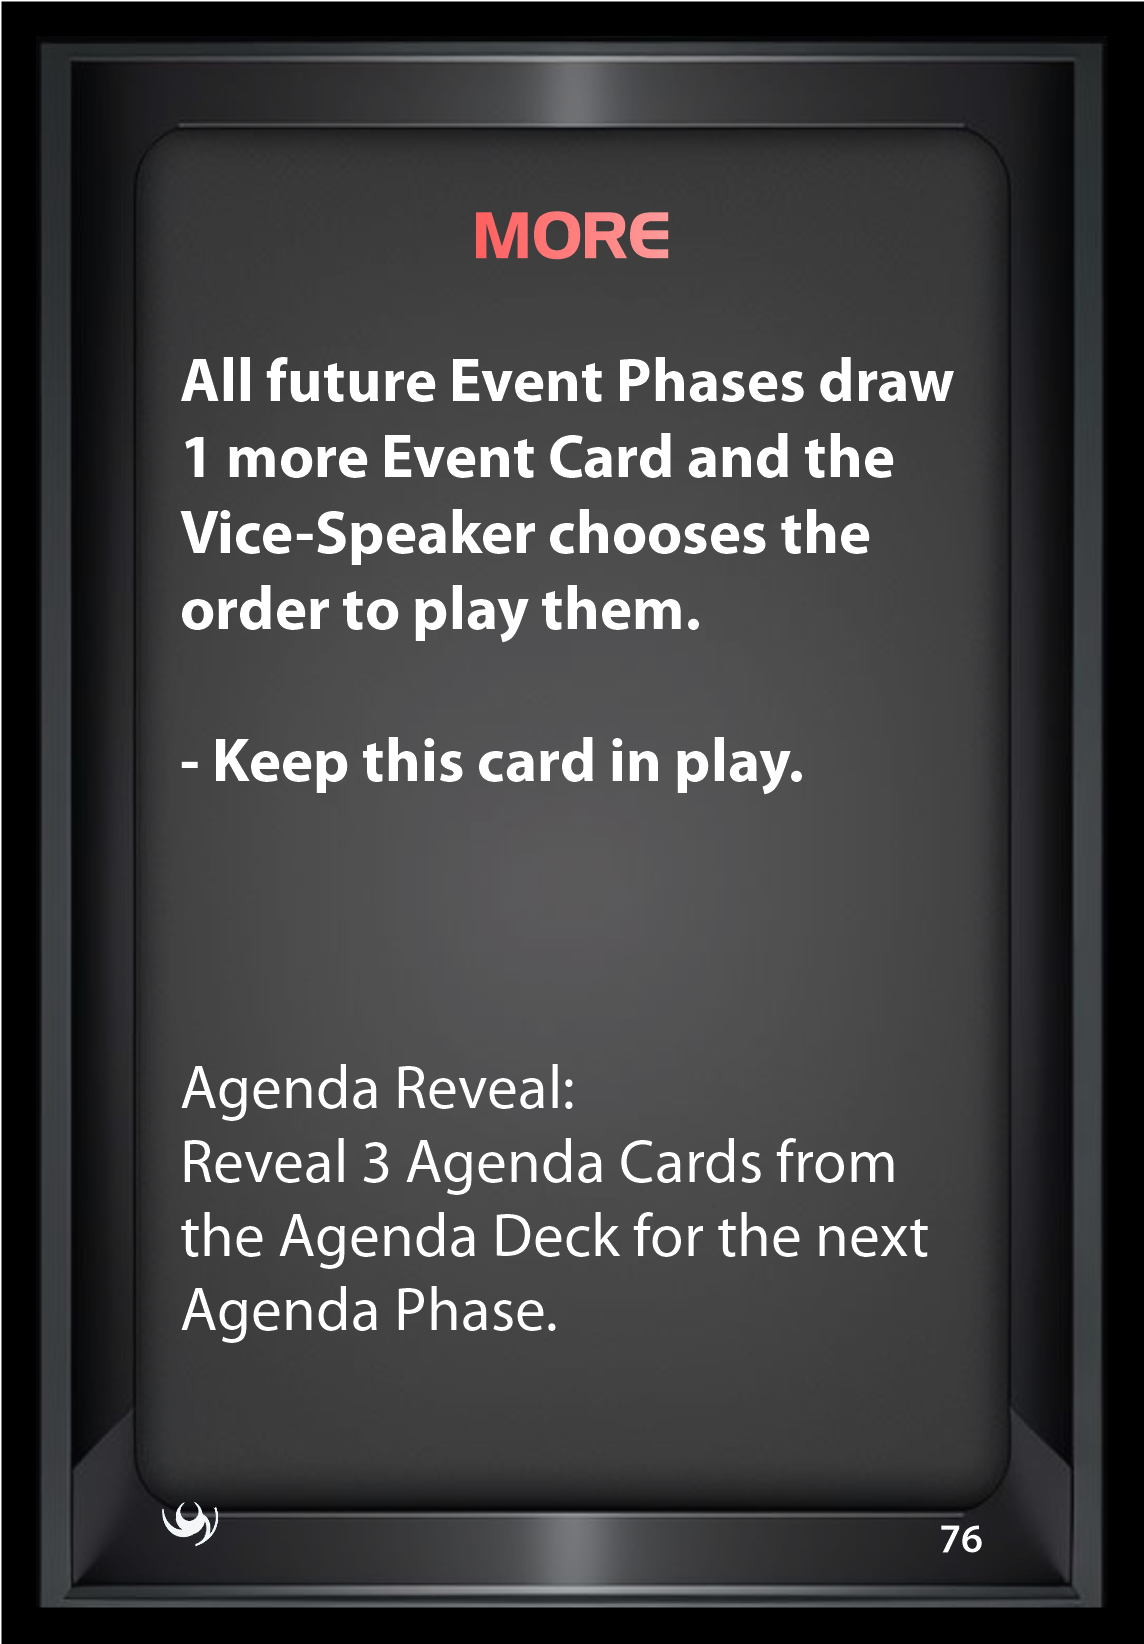 MORE
All future Event Phases draw
1 more Event Card and the
Vice-Speaker chooses the
order to play them.
- Keep this card in play.
Agenda Reveal:
Reveal 3 Agenda Cards from
the Agenda Deck for the next
Agenda Phase.
76